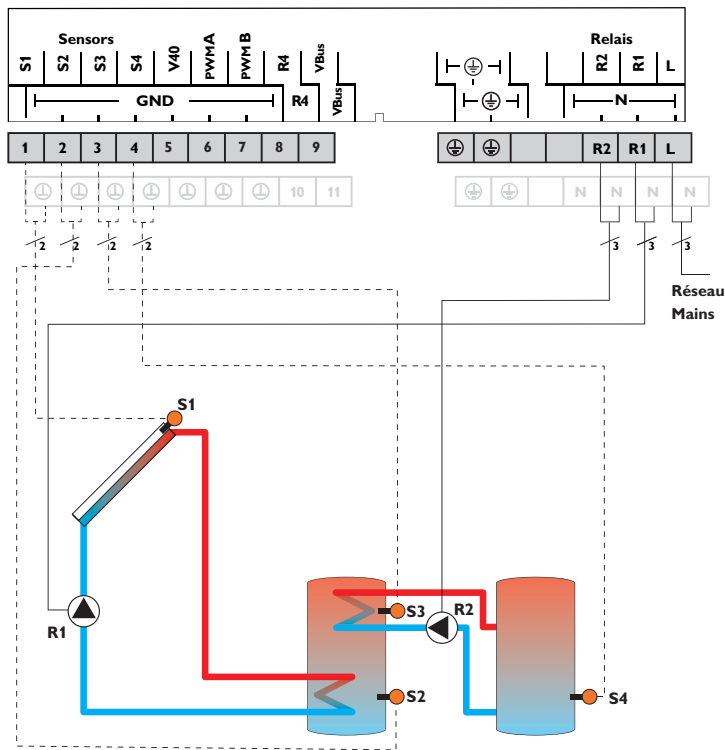 Sensors
Relais
S1 S2 S3 S4 V40 PWM A PWM B R4 VBus
R2 R1 L
GND R4 VBus
N
1 2 3 4 5 6 7 8 9
R2 R1 L
10 11
N N N N
2 2 2 2
3 3 3
Réseau
Mains
S1
S3
R2
R1
S2
S4